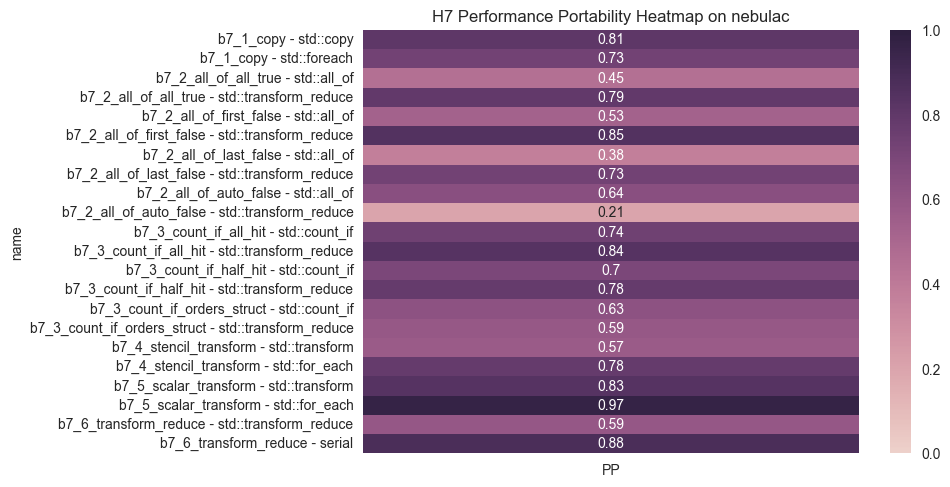 H7 Performance Portability Heatmap on nebulac
name
b7_1_copy - std::copy 0.81
b7_1_copy - std::foreach 0.73
b7_2_all_of_all_true - std::all_of 0.45
b7_2_all_of_all_true - std::transform_reduce 0.79
b7_2_all_of_first_false - std::all_of 0.53
b7_2_all_of_first_false - std::transform_reduce 0.85
b7_2_all_of_last_false - std::all_of 0.38
b7_2_all_of_last_false - std::transform_reduce 0.73
b7_2_all_of_auto_false - std::all_of 0.64
b7_2_all_of_auto_false - std::transform_reduce 0.21
b7_3_count_if_all_hit - std::count_if 0.74
b7_3_count_if_all_hit - std::transform_reduce 0.84
b7_3_count_if_half_hit - std::count_if 0.7
b7_3_count_if_half_hit - std::transform_reduce 0.78
b7_3_count_if_orders_struct - std::count_if 0.63
b7_3_count_if_orders_struct - std::transform_reduce 0.59
b7_4_stencil_transform - std::transform 0.57
b7_4_stencil_transform - std::for_each 0.78
b7_5_scalar_transform - std::transform 0.83
b7_5_scalar_transform - std::for_each 0.97
b7_6_transform_reduce - std::transform_reduce 0.59
b7_6_transform_reduce - serial 0.88
PP
1.0
0.8
0.6
0.4
0.2
0.0